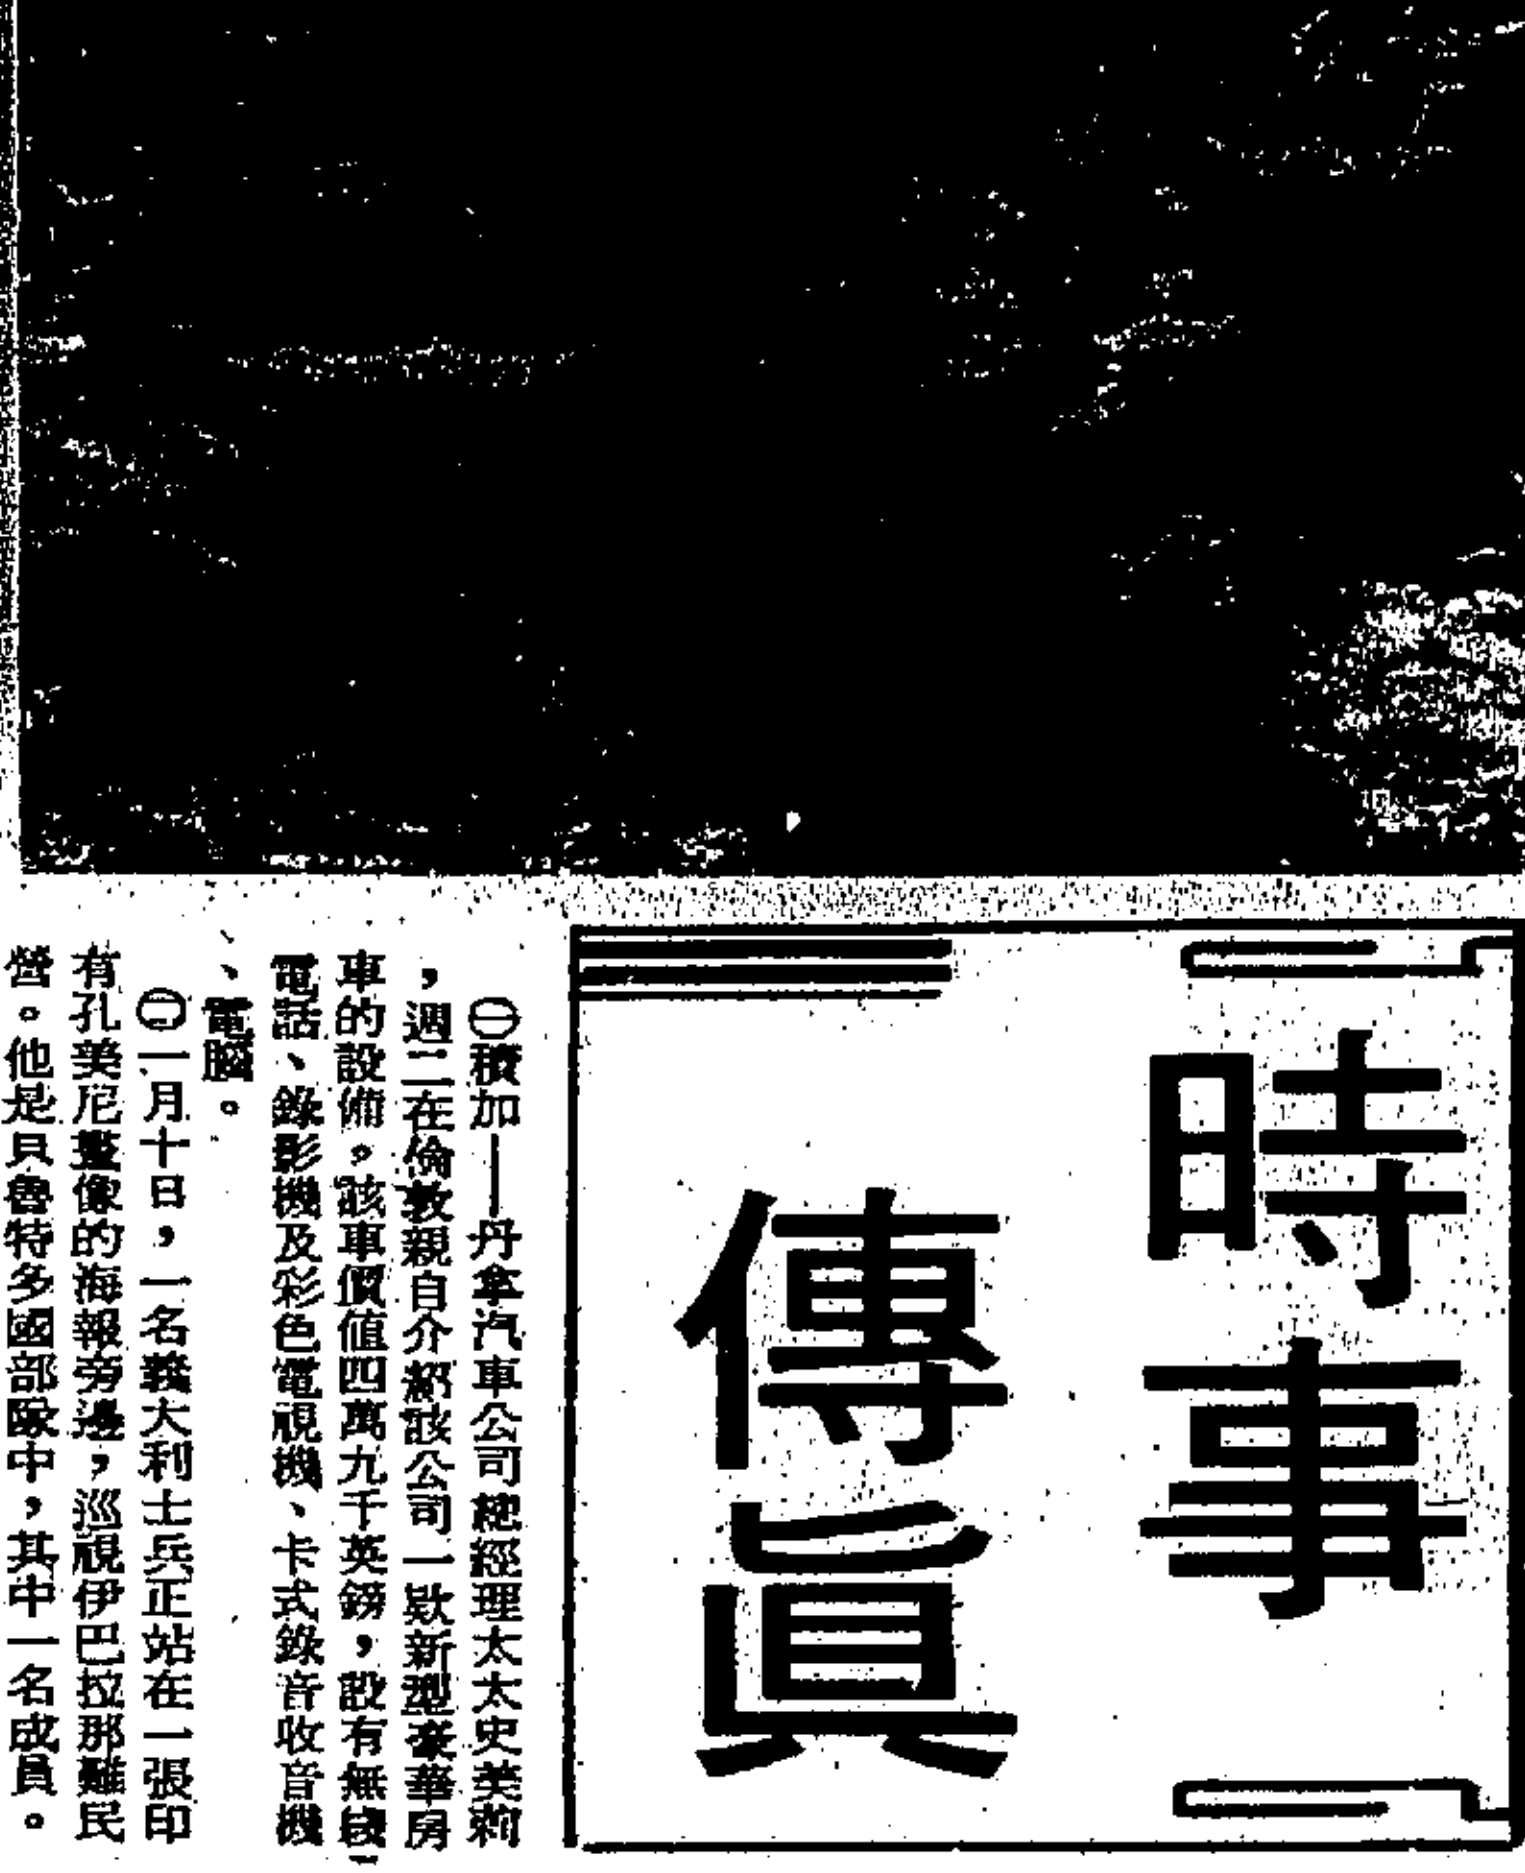 時事
傳眞
㊀積加——丹拿汽車公司總經理太太史美莉
，週二在倫敦親自介紹該公司一款新型豪華房
車的設備。該車價值四萬九千英鎊，設有無綫
電話、錄影機及彩色電視機、卡式錄音收音機
、電腦。
㊁一月十日，一名義大利士兵正站在一張印
有孔美尼畫像的海報旁邊，巡視伊巴拉那難民
營。他是貝魯特多國部隊中，其中一名成員。